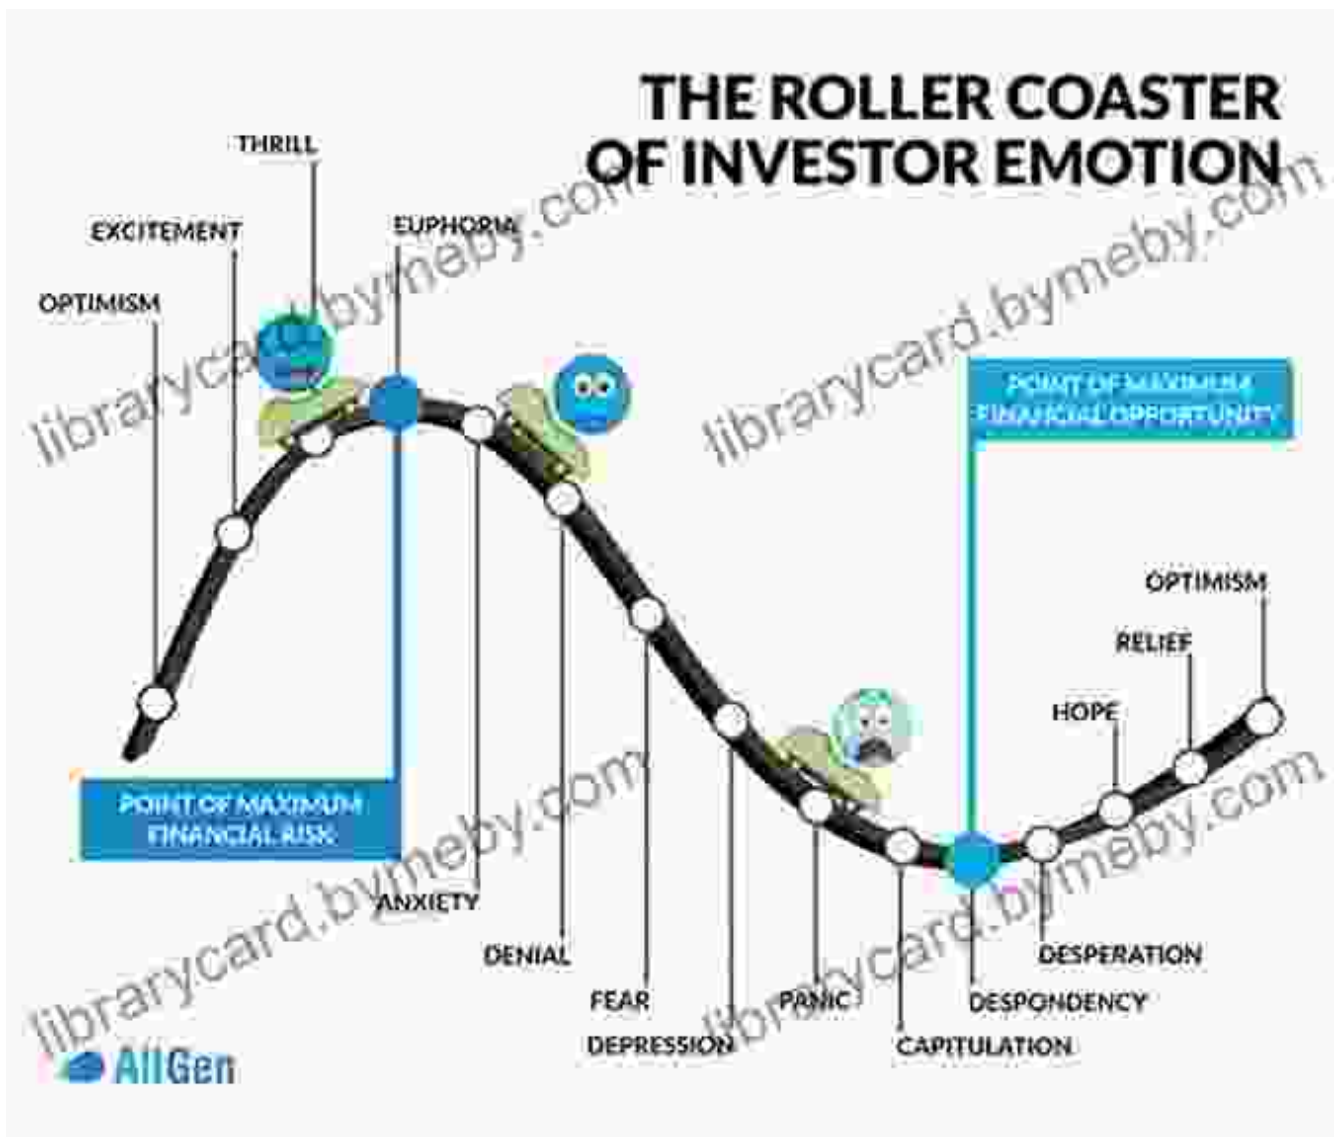 THE ROLLER COASTER
OF INVESTOR EMOTION
THRILL
EXCITEMENT
EUPHORIA
OPTIMISM
POINT OF MAXIMUM
FINANCIAL OPPORTUNITY
OPTIMISM
RELIEF
HOPE
POINT OF MAXIMUM
FINANCIAL RISK
ANXIETY
DENIAL
DESPERATION
FEAR
PANIC
DESPONDENCY
DEPRESSION
CAPITULATION
AllGen
librarycard.bymeby.com
librarycard.bymeby.com
librarycard.bymeby.com
librarycard.bymeby.com